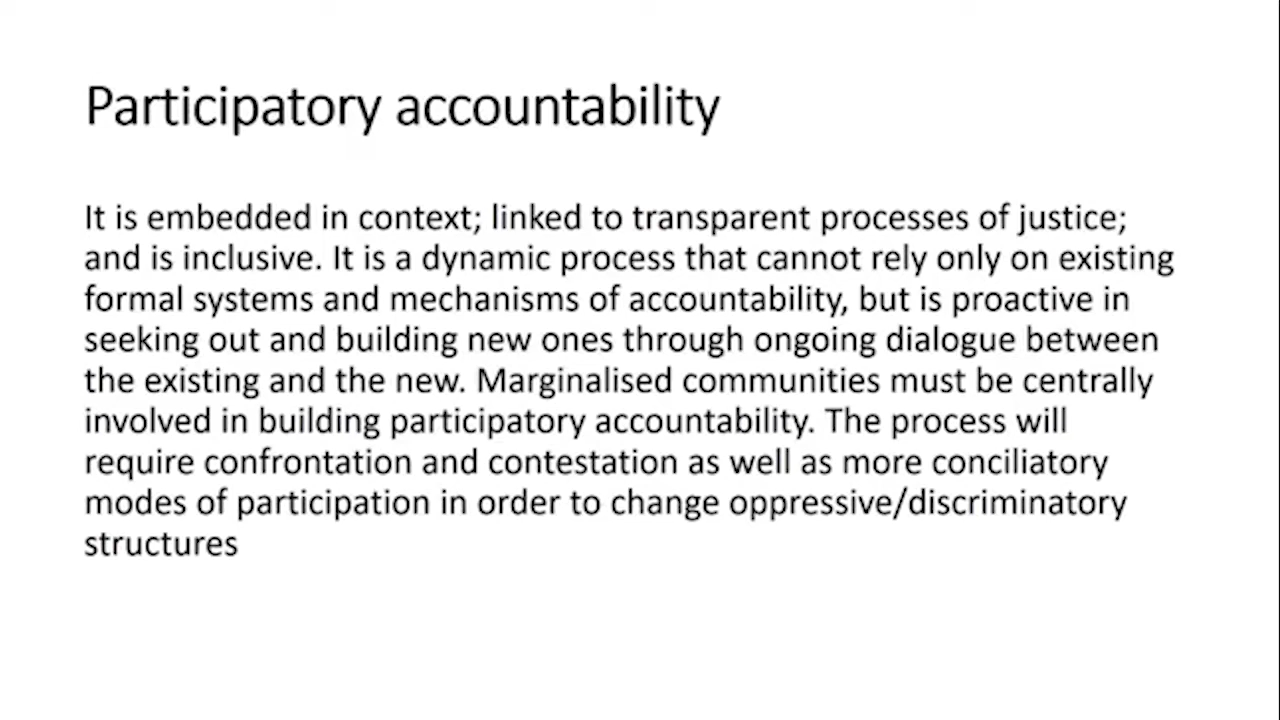 Participatory accountability
It is embedded in context; linked to transparent processes of justice;
and is inclusive. It is a dynamic process that cannot rely only on existing
formal systems and mechanisms of accountability, but is proactive in
seeking out and building new ones through ongoing dialogue between
the existing and the new. Marginalised communities must be centrally
involved in building participatory accountability. The process will
require confrontation and contestation as well as more conciliatory
modes of participation in order to change oppressive/discriminatory
structures